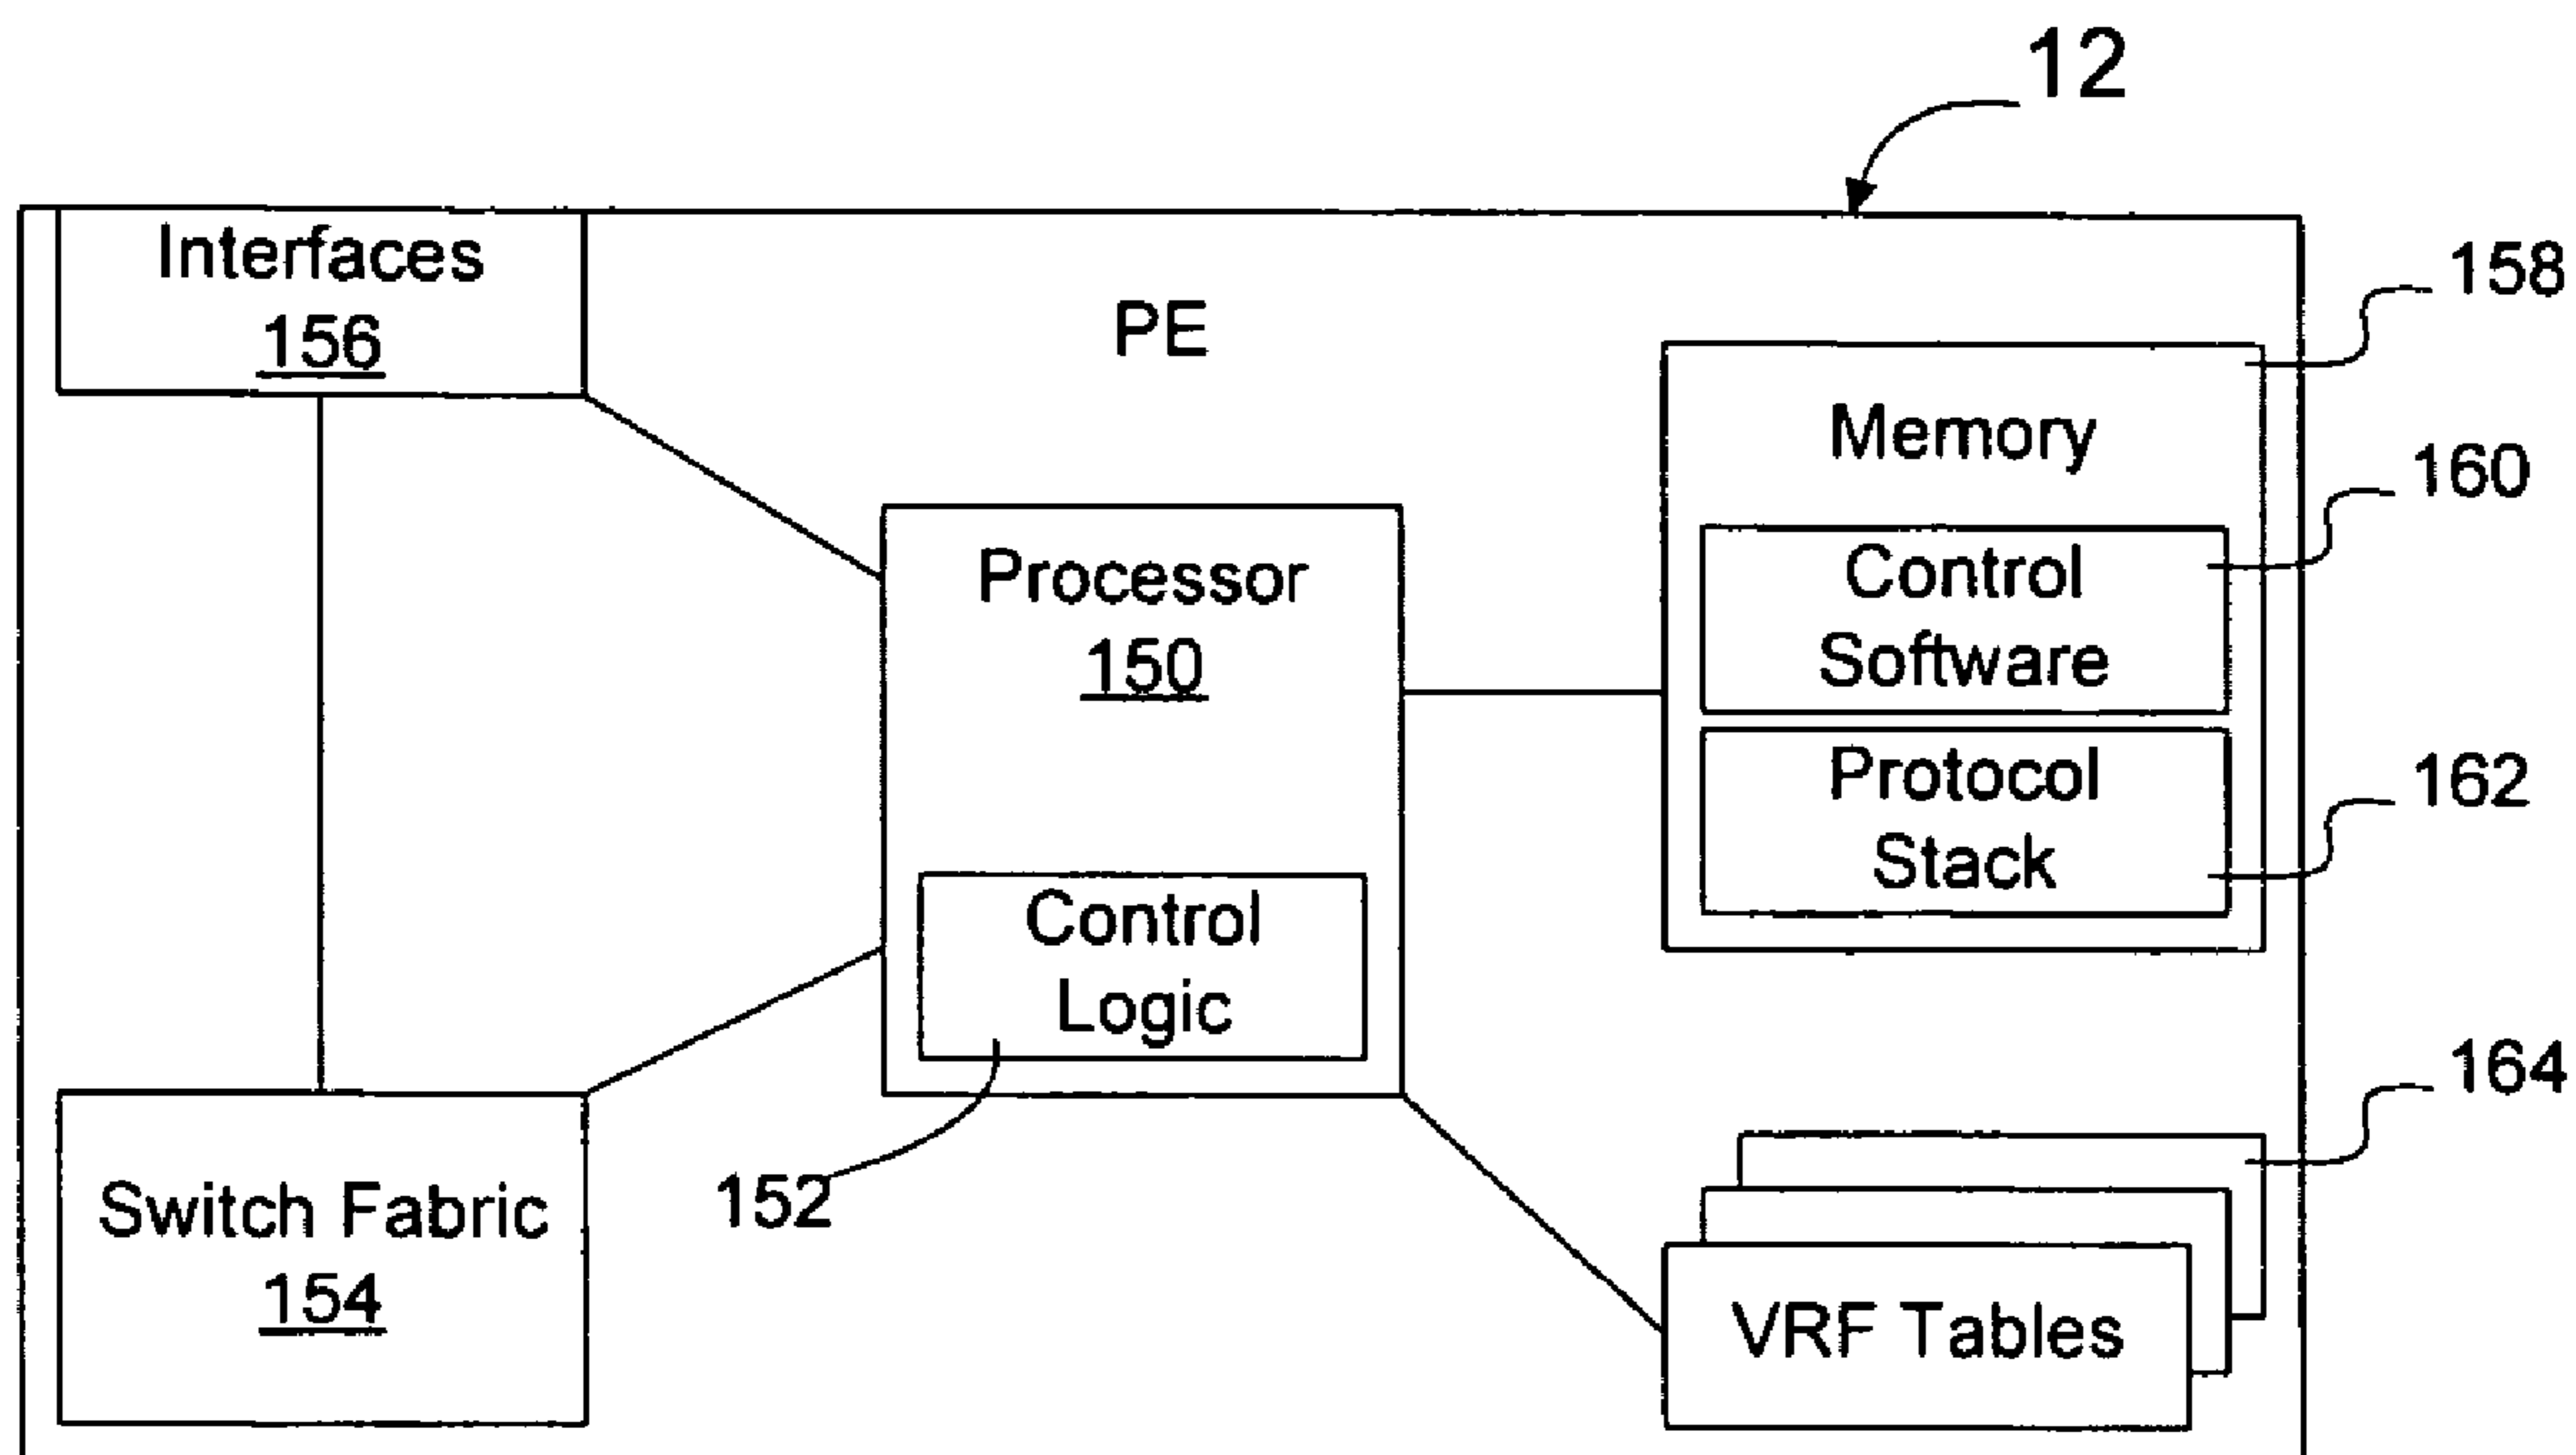 12
Interfaces
156
PE
158
Memory
160
Control
Software
Processor
150
Protocol
Stack
162
Control
Logic
152
164
Switch Fabric
154
VRF Tables